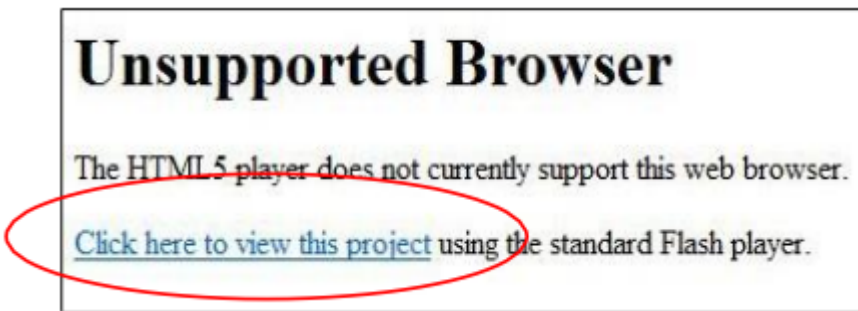 Unsupported Browser
The HTML5 player does not currently support this web browser.
Click here to view this project using the standard Flash player.